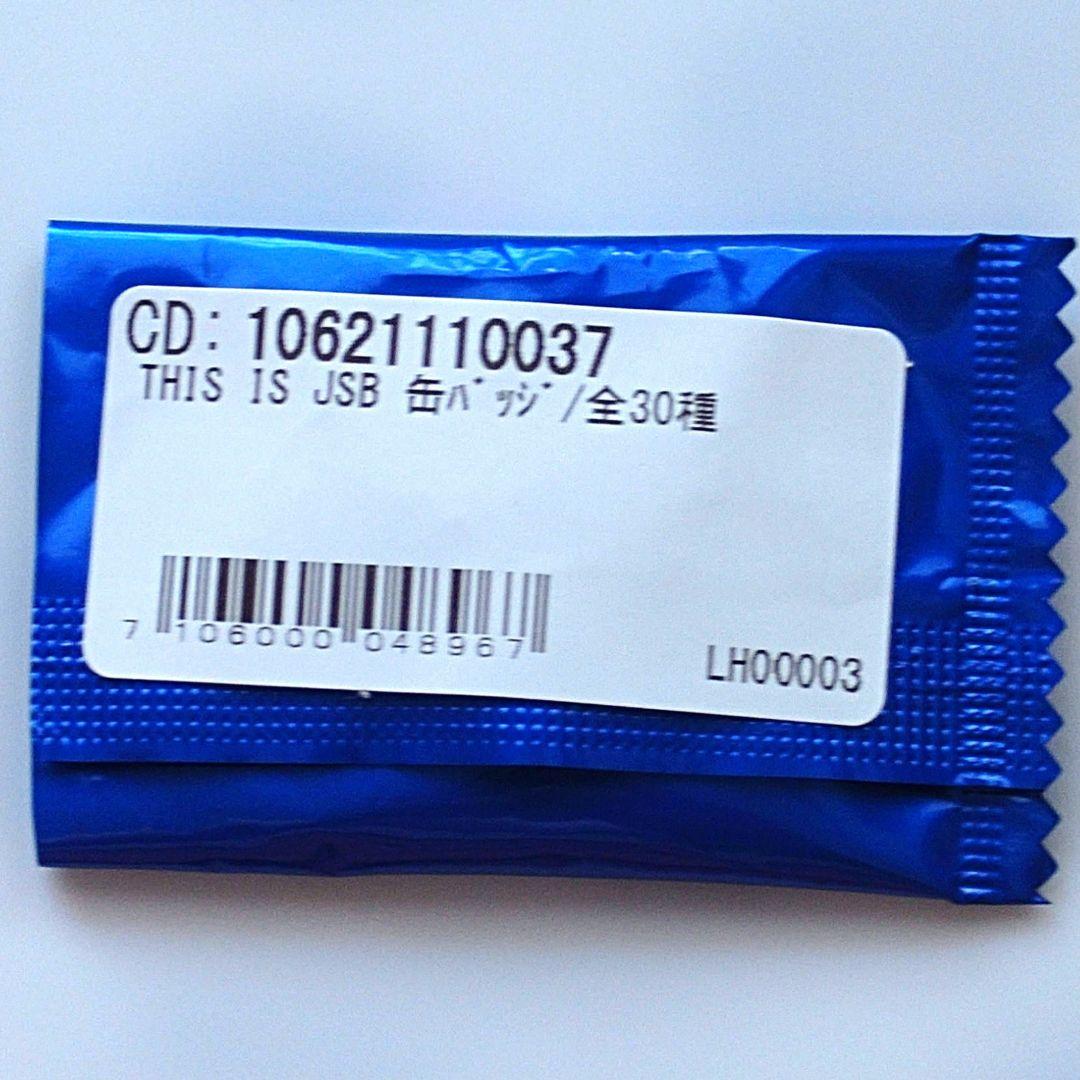 CD: 10621110037
THIS IS JSB 缶ﾊﾞｯｼﾞ/全30種
7 106000 048967
LH00003